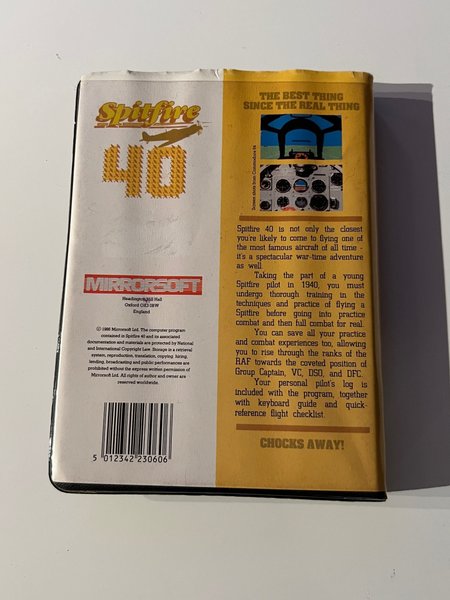 Spitfire
40
MIRRORSOFT
Headington Hill Hall
Oxford OX3 0BW
England
© 1986 Mirrorsoft Ltd. The computer program
contained in Spitfire 40 and its associated
documentation and materials are protected by National
and International Copyright Law. Storage in a retrieval
system, reproduction, translation, copying, hiring,
lending, broadcasting and public performances are
prohibited without the express written permission of
Mirrorsoft Ltd. All rights of author and owner are
reserved worldwide.
5 012342 230606
THE BEST THING
SINCE THE REAL THING
Screen shots from Commodore 64
Spitfire 40 is not only the closest
you're likely to come to flying one
of the most famous aircraft of all time -
it's a spectacular war-time adventure
as well.
Taking the part of a young
Spitfire pilot in 1940, you must
undergo thorough training in the
techniques and practice of flying a
Spitfire before going into practice
combat and then full combat for real.
You can save all your practice
and combat experiences too, allowing
you to rise through the ranks of the
RAF towards the coveted position of
Group Captain, VC, DSO, and DFC.
Your personal pilot's log is
included with the program, together
with keyboard guide and quick-
reference flight checklist.
CHOCKS AWAY!